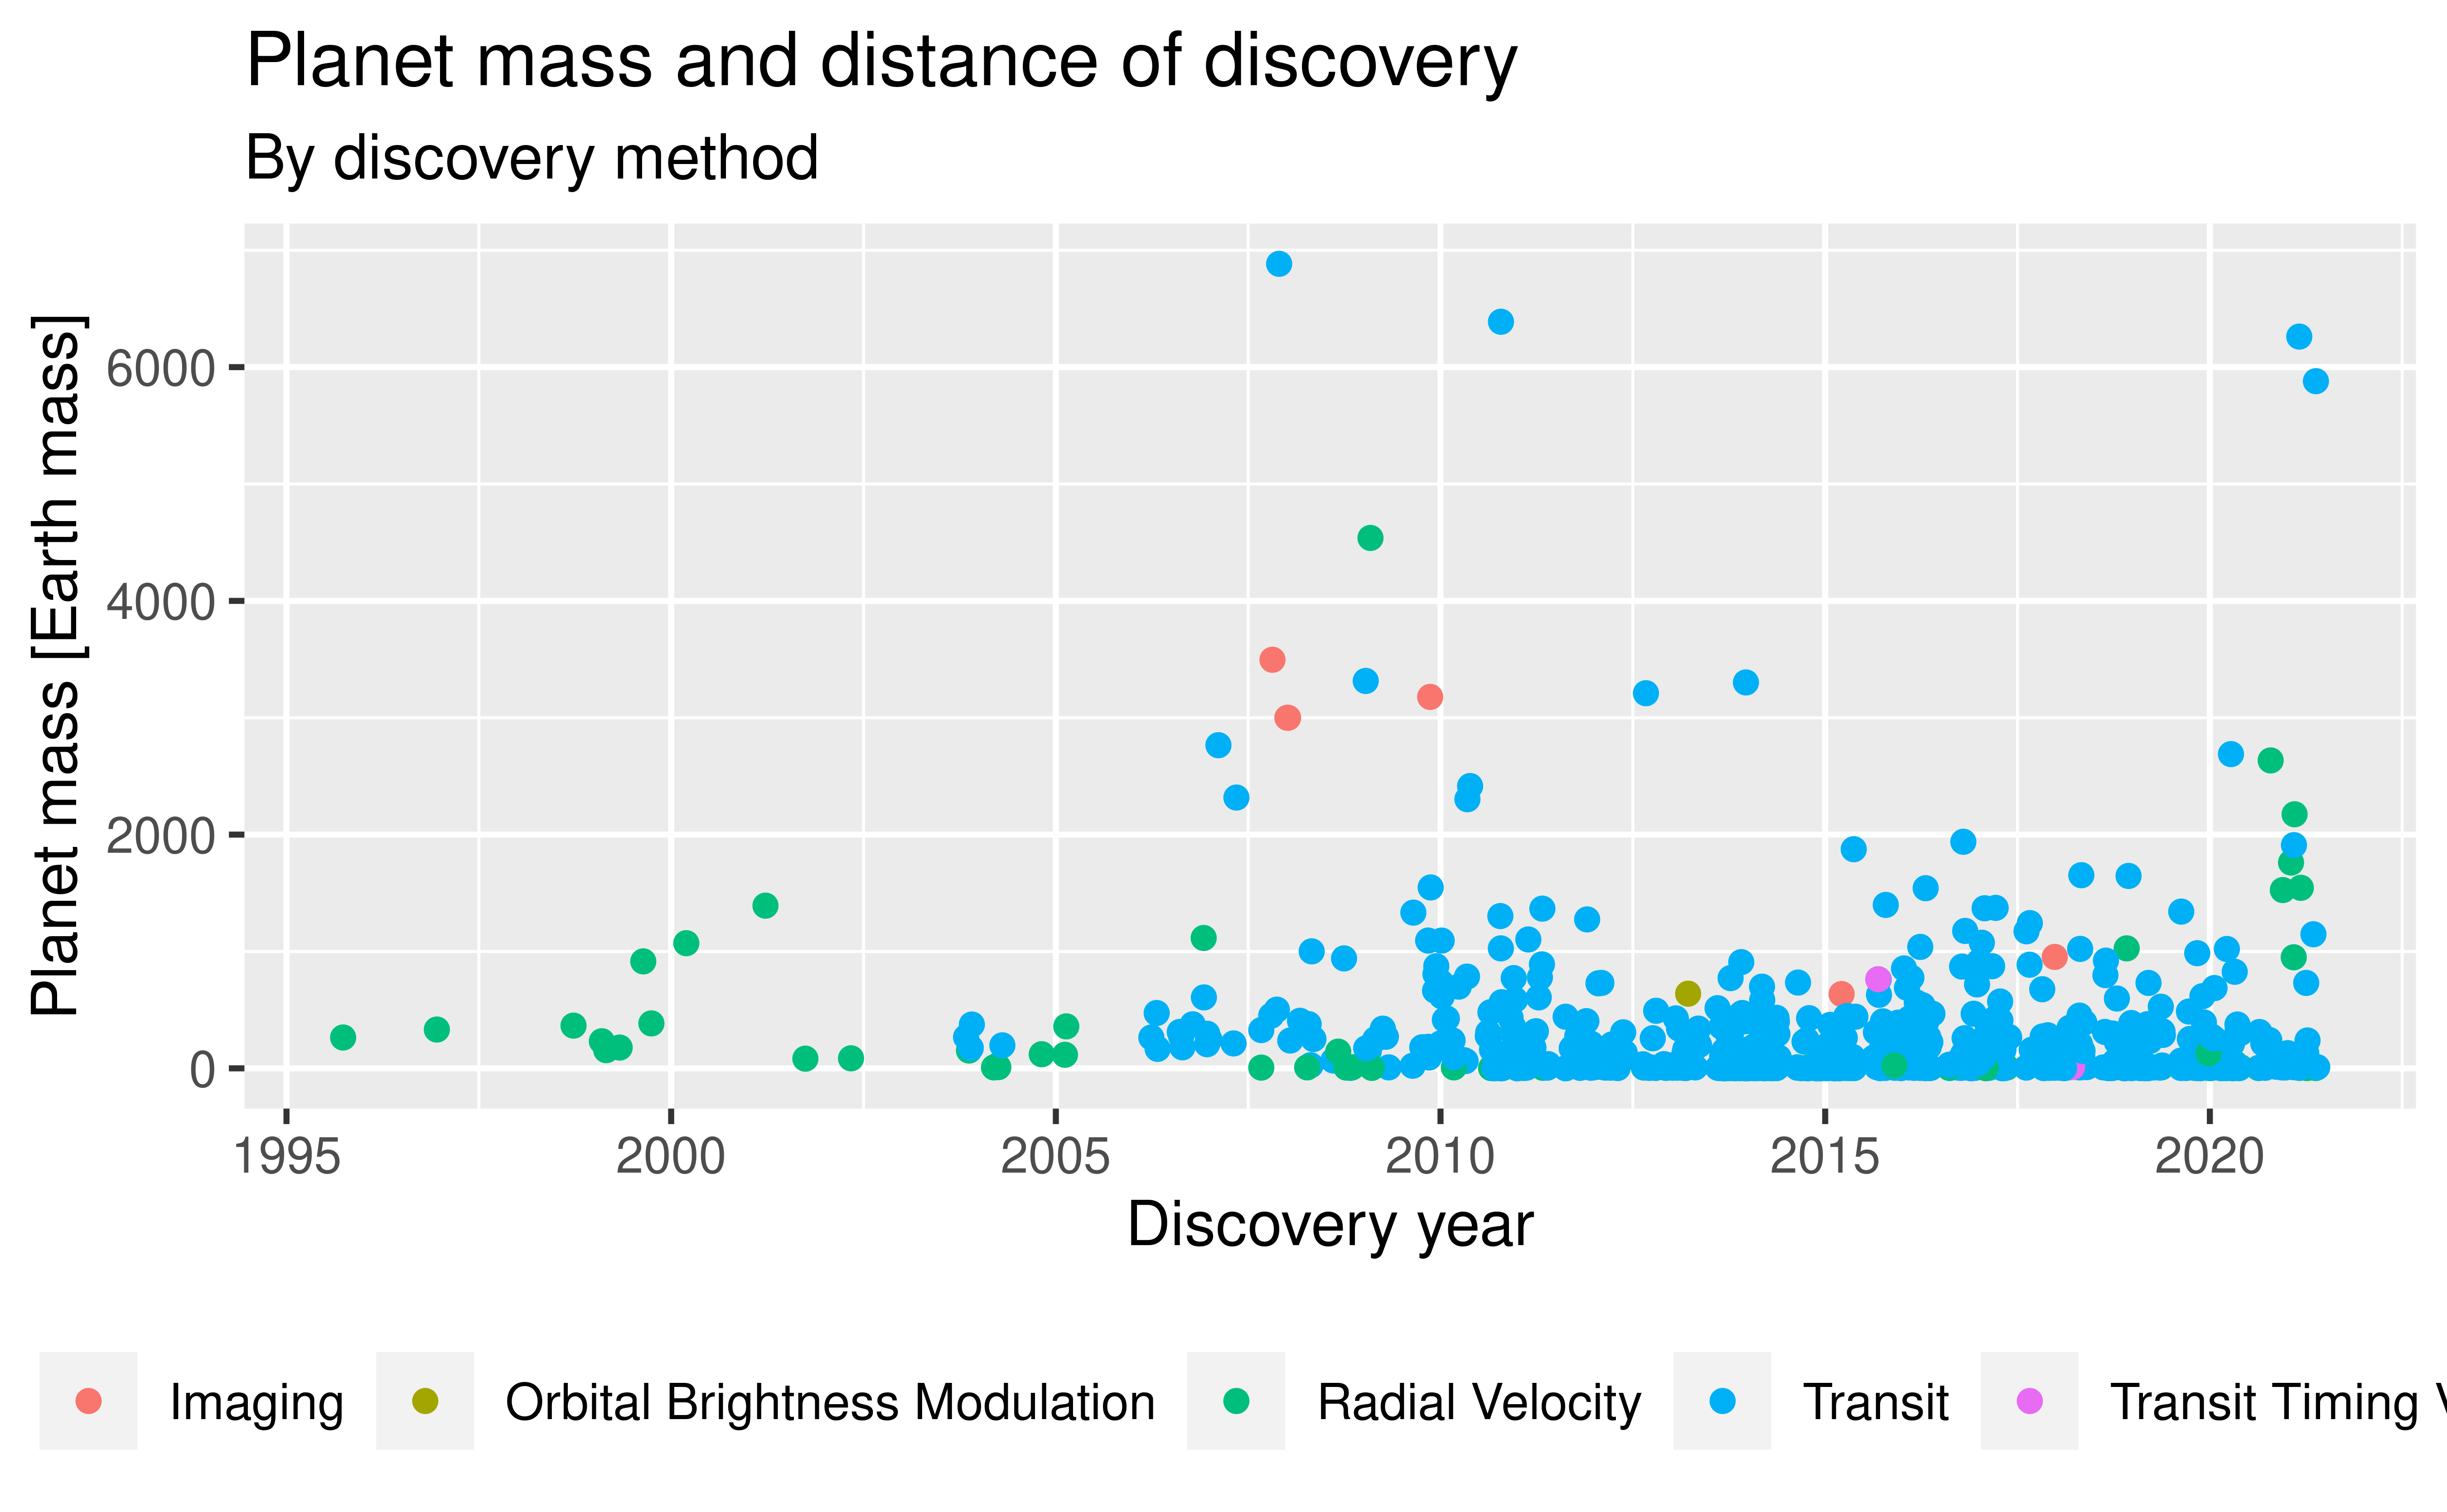 Planet mass and distance of discovery
By discovery method
Planet mass [Earth mass]
6000
4000
2000
0
1995 2000 2005 2010 2015 2020
Discovery year
Imaging Orbital Brightness Modulation Radial Velocity Transit Transit Timing